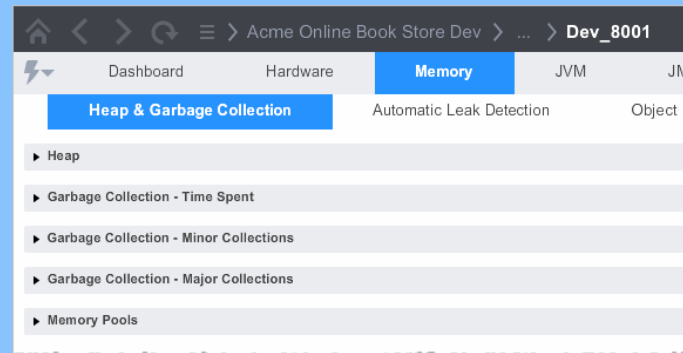 Acme Online Book Store Dev ... Dev_8001
Dashboard Hardware Memory JVM
Heap & Garbage Collection Automatic Leak Detection Object
Heap
Garbage Collection - Time Spent
Garbage Collection - Minor Collections
Garbage Collection - Major Collections
Memory Pools